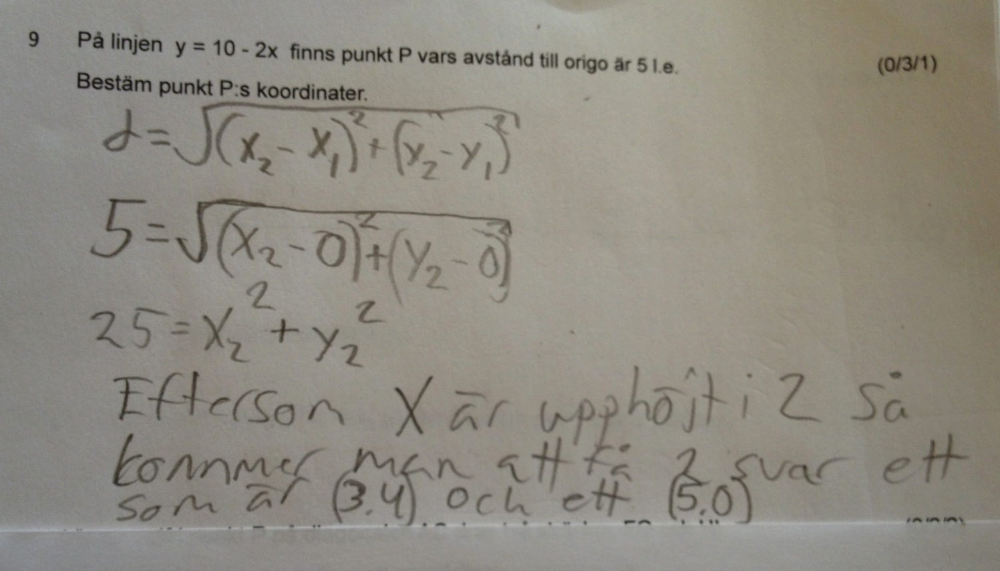 9 På linjen y = 10 - 2x finns punkt P vars avstånd till origo är 5 l.e. (0/3/1)
Bestäm punkt P:s koordinater.
d=√(x₂-x₁)²+(y₂-y₁)²
5=√(x₂-0)²+(y₂-0)²
25=x₂²+y₂²
Eftersom X är upphöjt i 2 så
kommer man att få 2 svar ett
som är (3.4) och ett (5.0)